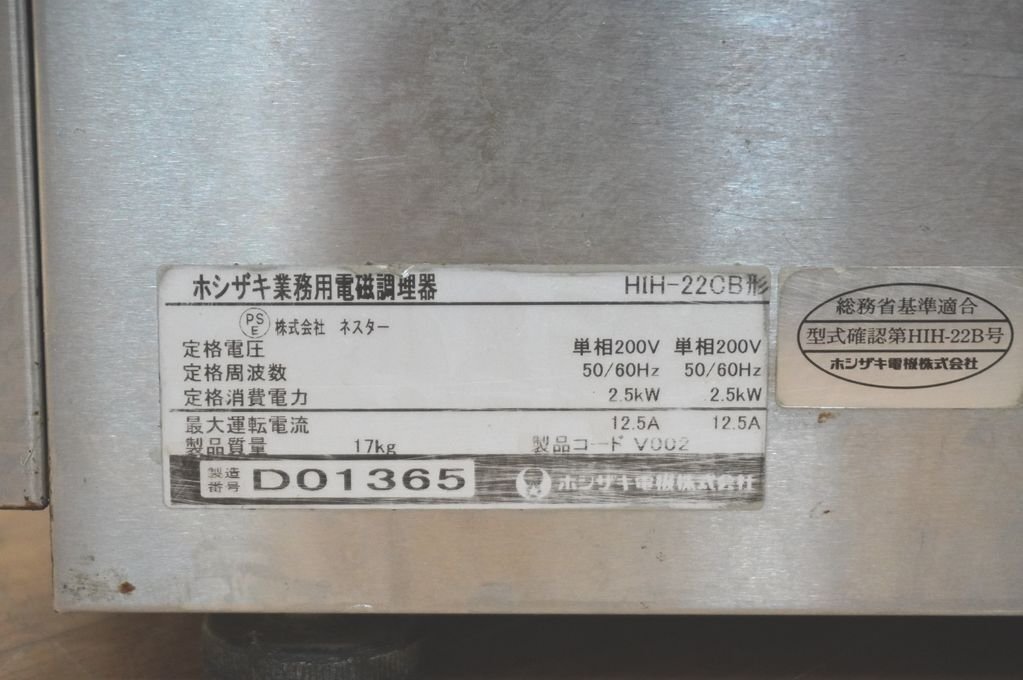 ホシザキ業務用電磁調理器 HIH-22CB形
PS E 株式会社 ネスター
定格電圧 単相200V 単相200V
定格周波数 50/60Hz 50/60Hz
定格消費電力 2.5kW 2.5kW
最大運転電流 12.5A 12.5A
製品質量 17kg 製品コード V002
製造番号 D01365 ホシザキ電機株式会社
総務省基準適合
型式確認第HIH-22B号
ホシザキ電機株式会社